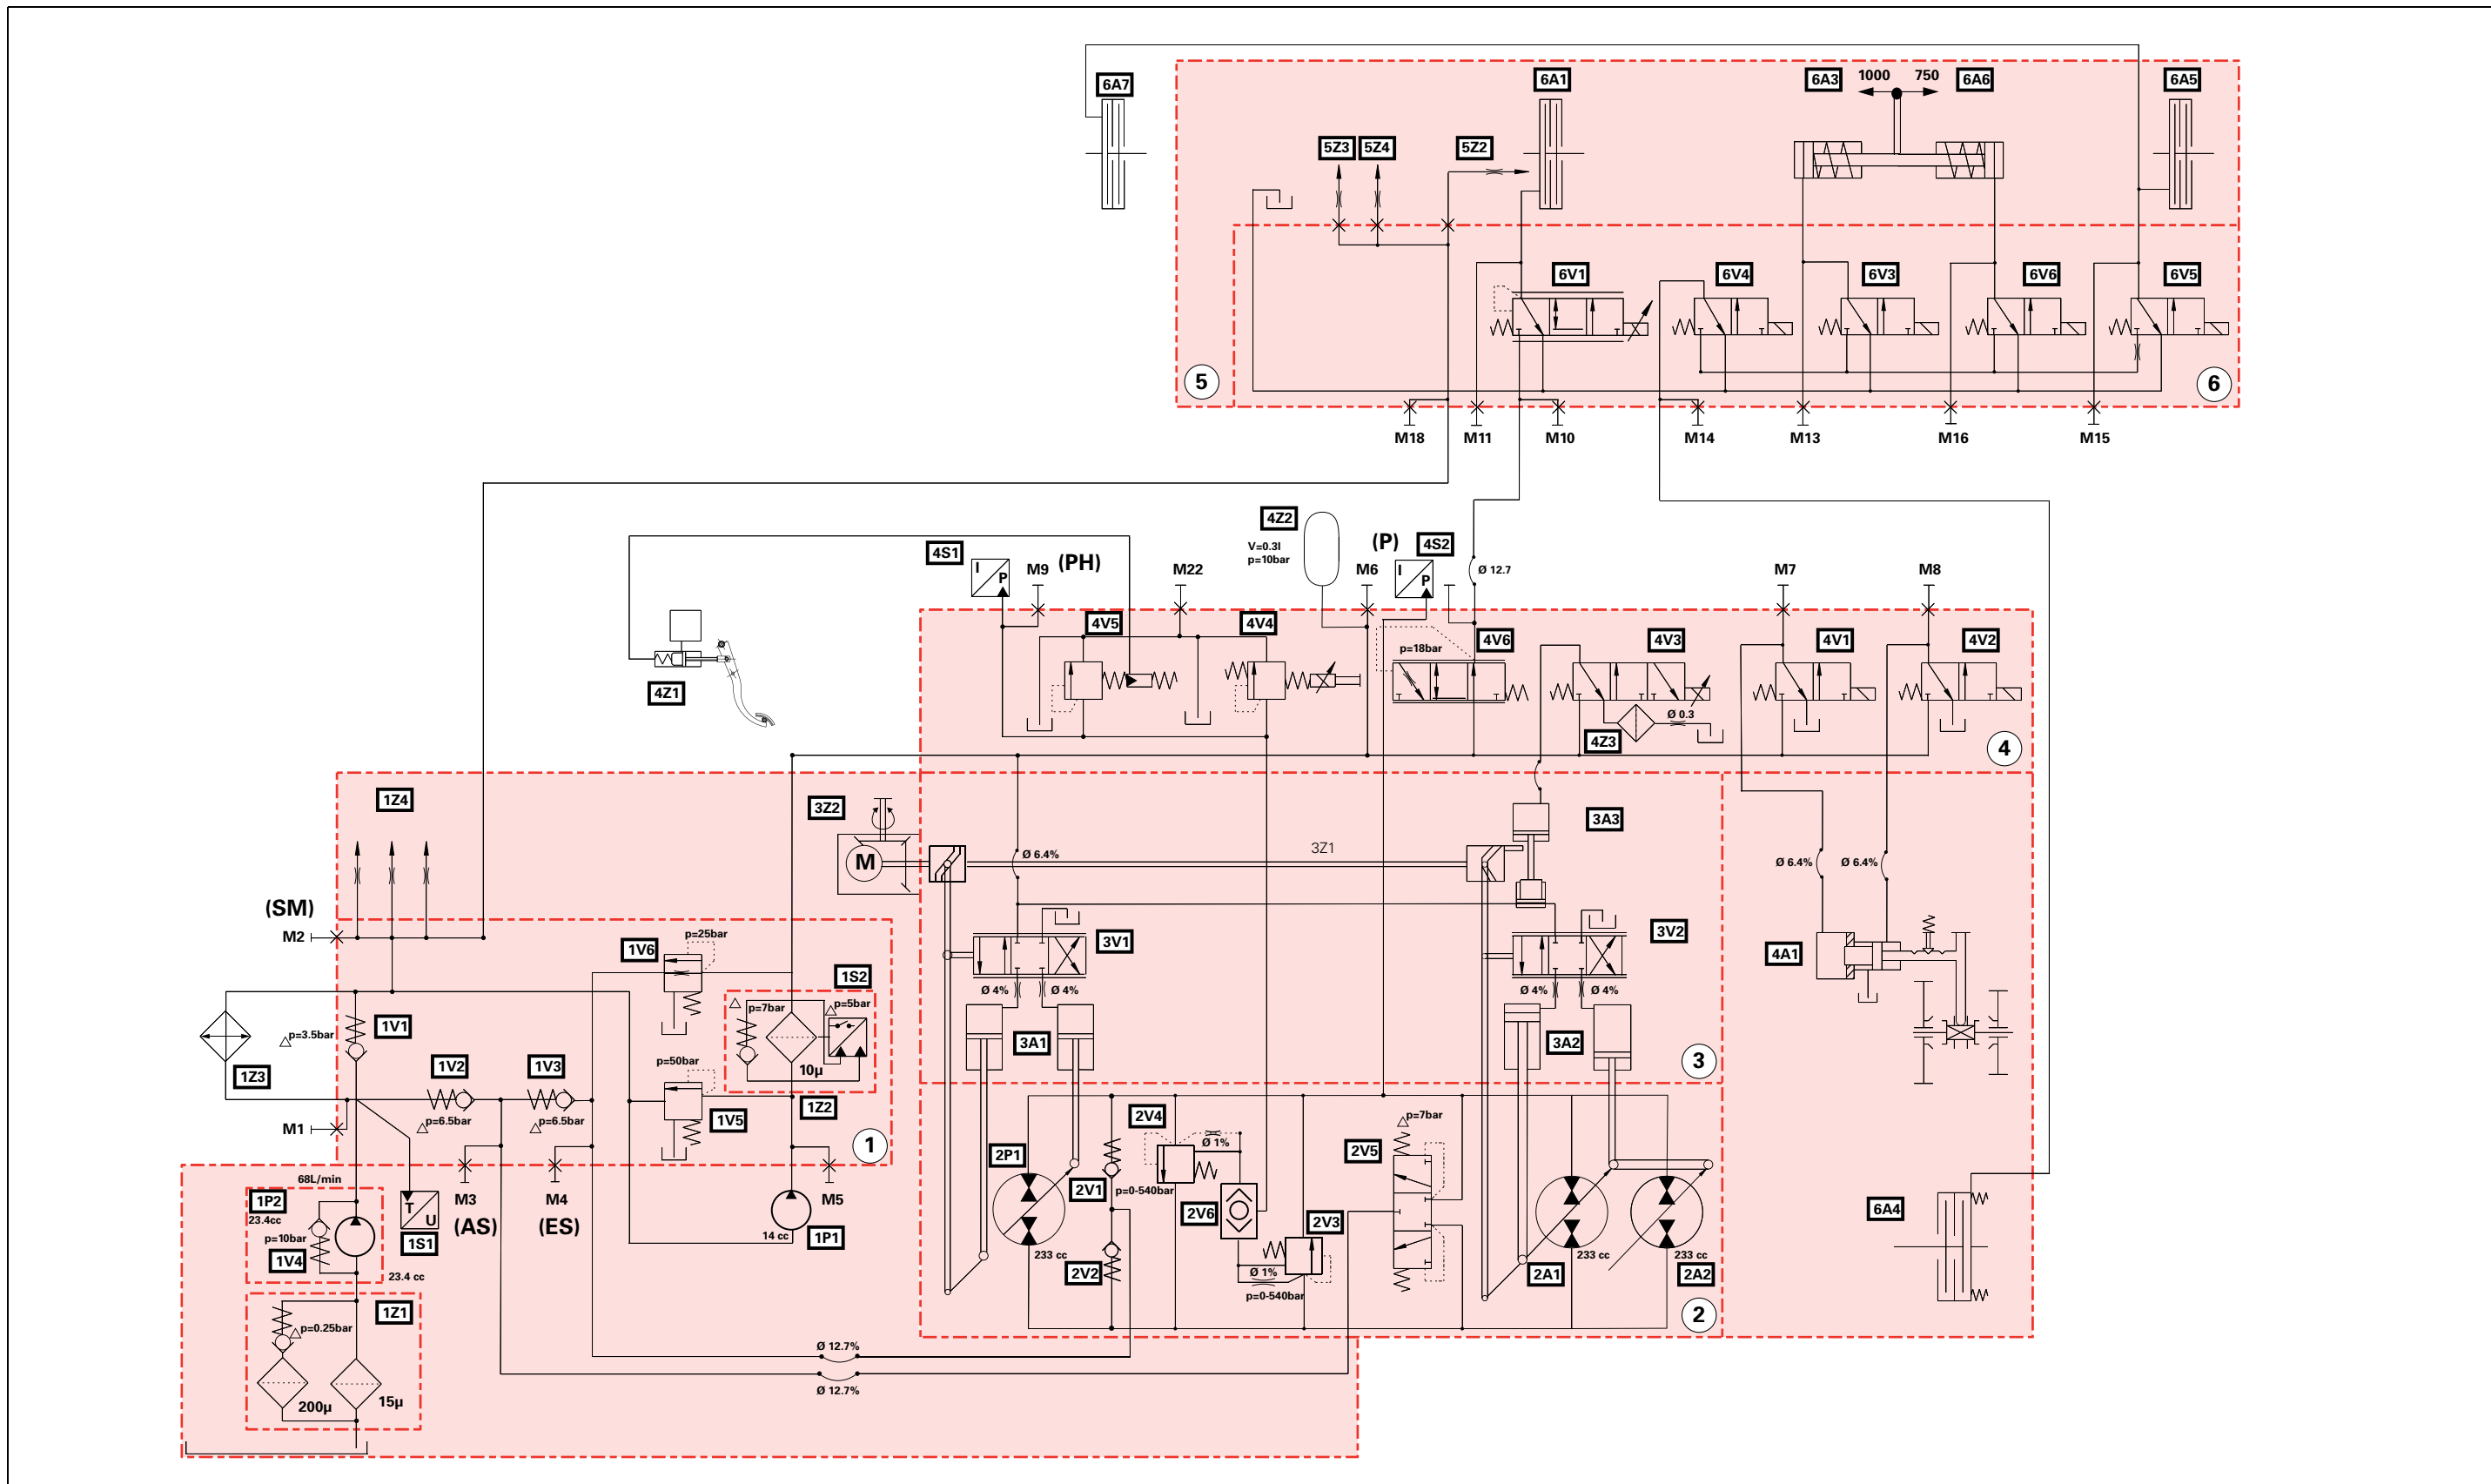 6A7
6A1
6A3
1000
750
6A6
6A5
5Z3
5Z4
5Z2
6V1
6V4
6V3
6V6
6V5
5
6
M18
M11
M10
M14
M13
M16
M15
4Z2
V=0.3l
p=10bar
4S1
I
P
M9
(PH)
M22
M6
(P)
4S2
I
P
Ø 12.7
M7
M8
4V5
4V4
4V6
p=18bar
4V3
4V1
4V2
4Z1
Ø 0.3
4Z3
4
1Z4
3Z2
M
Ø 6.4%
3Z1
3A3
Ø 6.4%
Ø 6.4%
(SM)
M2
1V6
p=25bar
3V1
3V2
4A1
1S2
p=7bar
p=5bar
Ø 4%
Ø 4%
Ø 4%
Ø 4%
1V1
p=3.5bar
3A1
3A2
1Z3
1V2
1V3
p=50bar
10µ
3
1Z2
M1
p=6.5bar
p=6.5bar
1V5
1
2V4
Ø 1%
p=7bar
2V5
2P1
68L/min
1P2
23.4cc
p=10bar
1V4
T
U
1S1
M3
(AS)
M4
(ES)
M5
14 cc
1P1
2V1
p=0-540bar
2V6
2V3
6A4
233 cc
2V2
Ø 1%
p=0-540bar
233 cc
2A1
233 cc
2A2
23.4 cc
1Z1
p=0.25bar
2
Ø 12.7%
Ø 12.7%
200µ
15µ